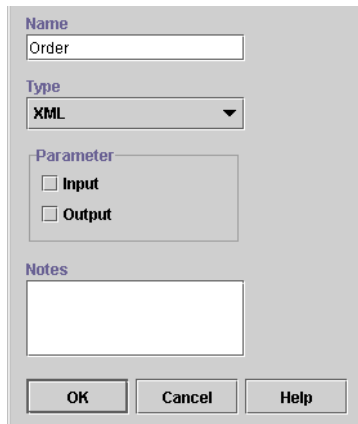 Name
Order
Type
XML
Parameter
Input
Output
Notes
OK Cancel Help